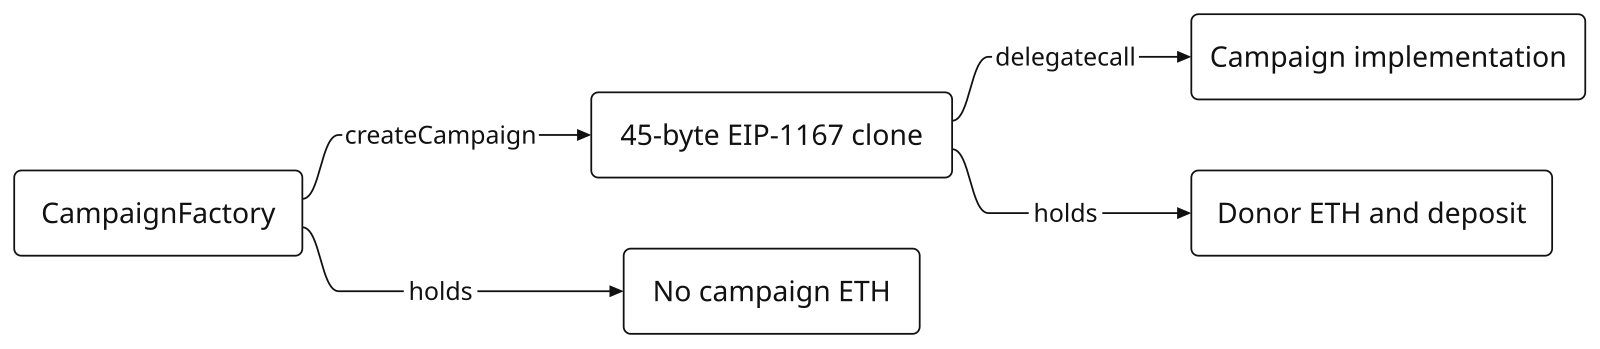 CampaignFactory
createCampaign
holds
45-byte EIP-1167 clone
No campaign ETH
delegatecall
holds
Campaign implementation
Donor ETH and deposit